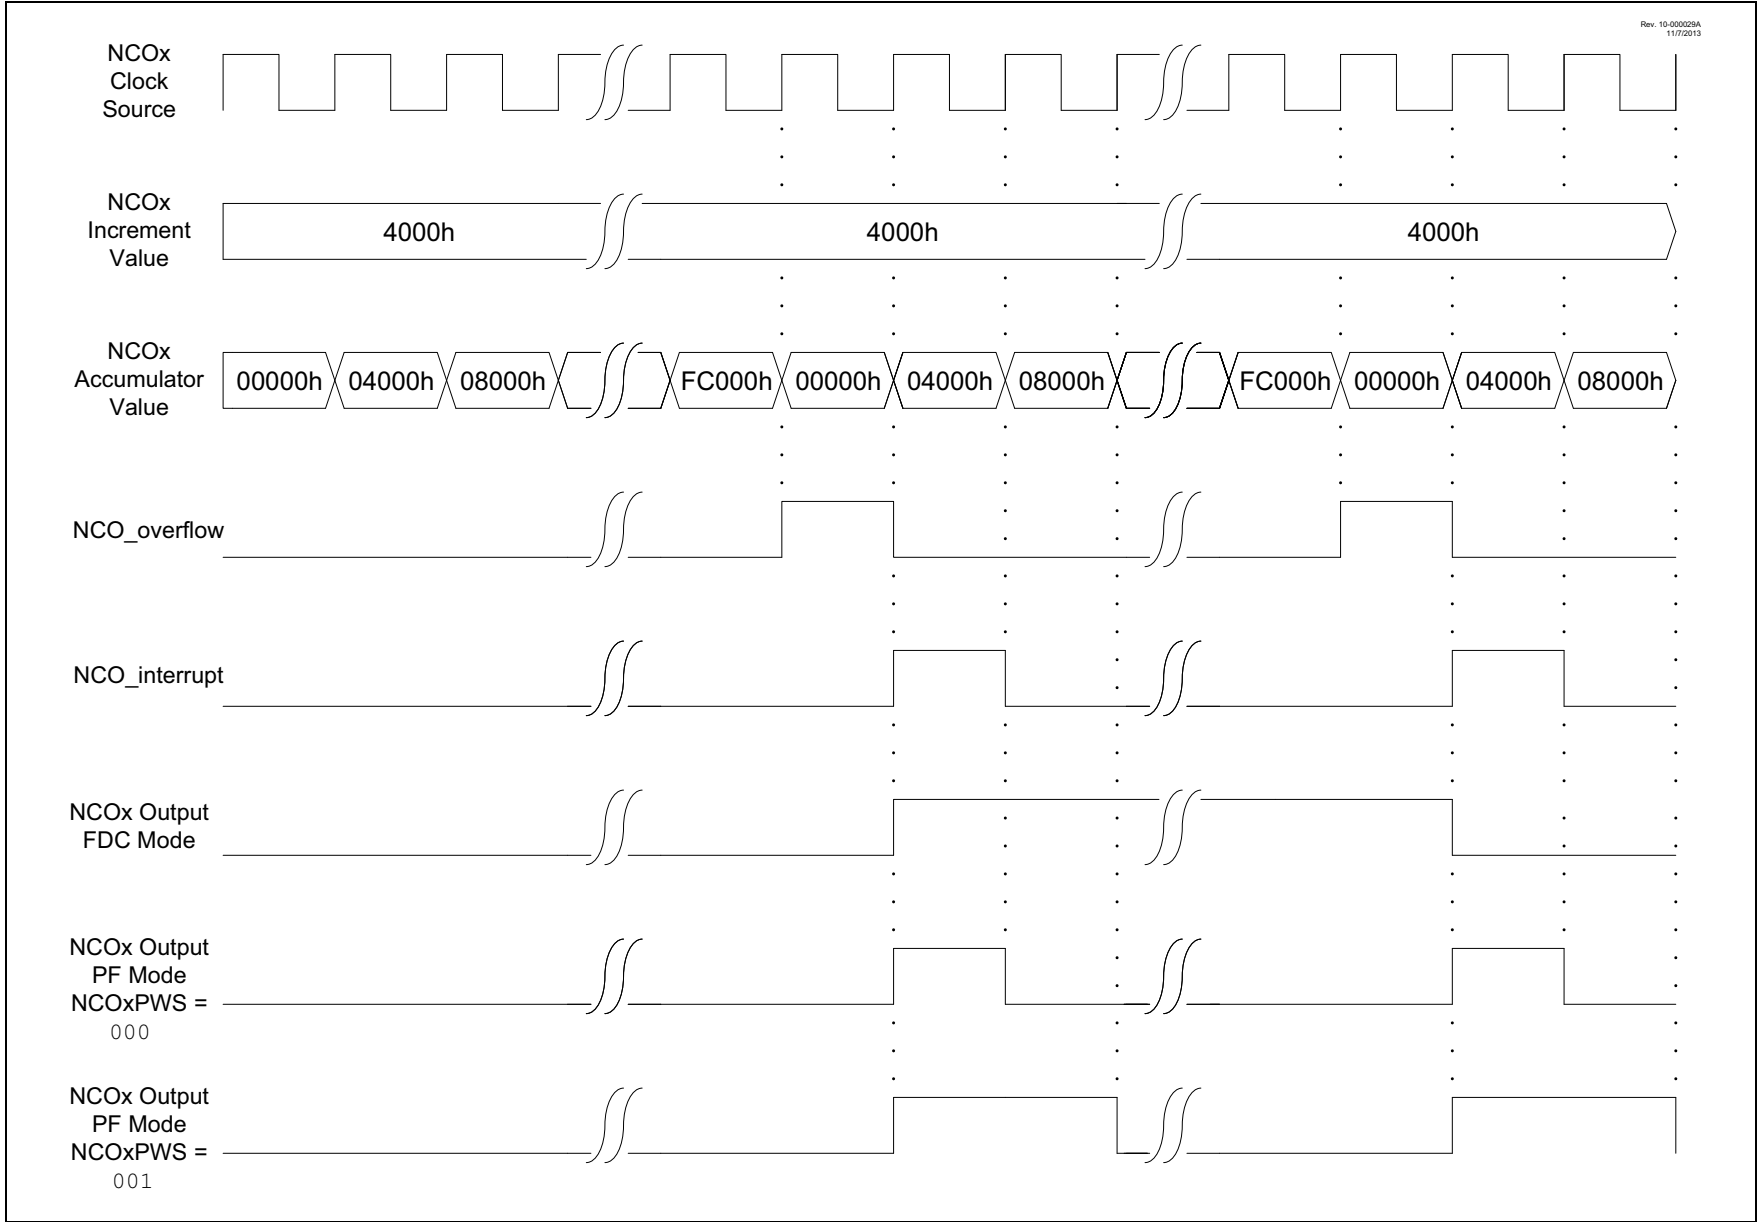 Rev. 10-000029A
11/7/2013
NCOx
Clock
Source
NCOx
Increment
Value
4000h
4000h
4000h
NCOx
Accumulator
Value
00000h
04000h
08000h
FC000h
00000h
04000h
08000h
FC000h
00000h
04000h
08000h
NCO_overflow
NCO_interrupt
NCOx Output
FDC Mode
NCOx Output
PF Mode
NCOxPWS =
000
NCOx Output
PF Mode
NCOxPWS =
001